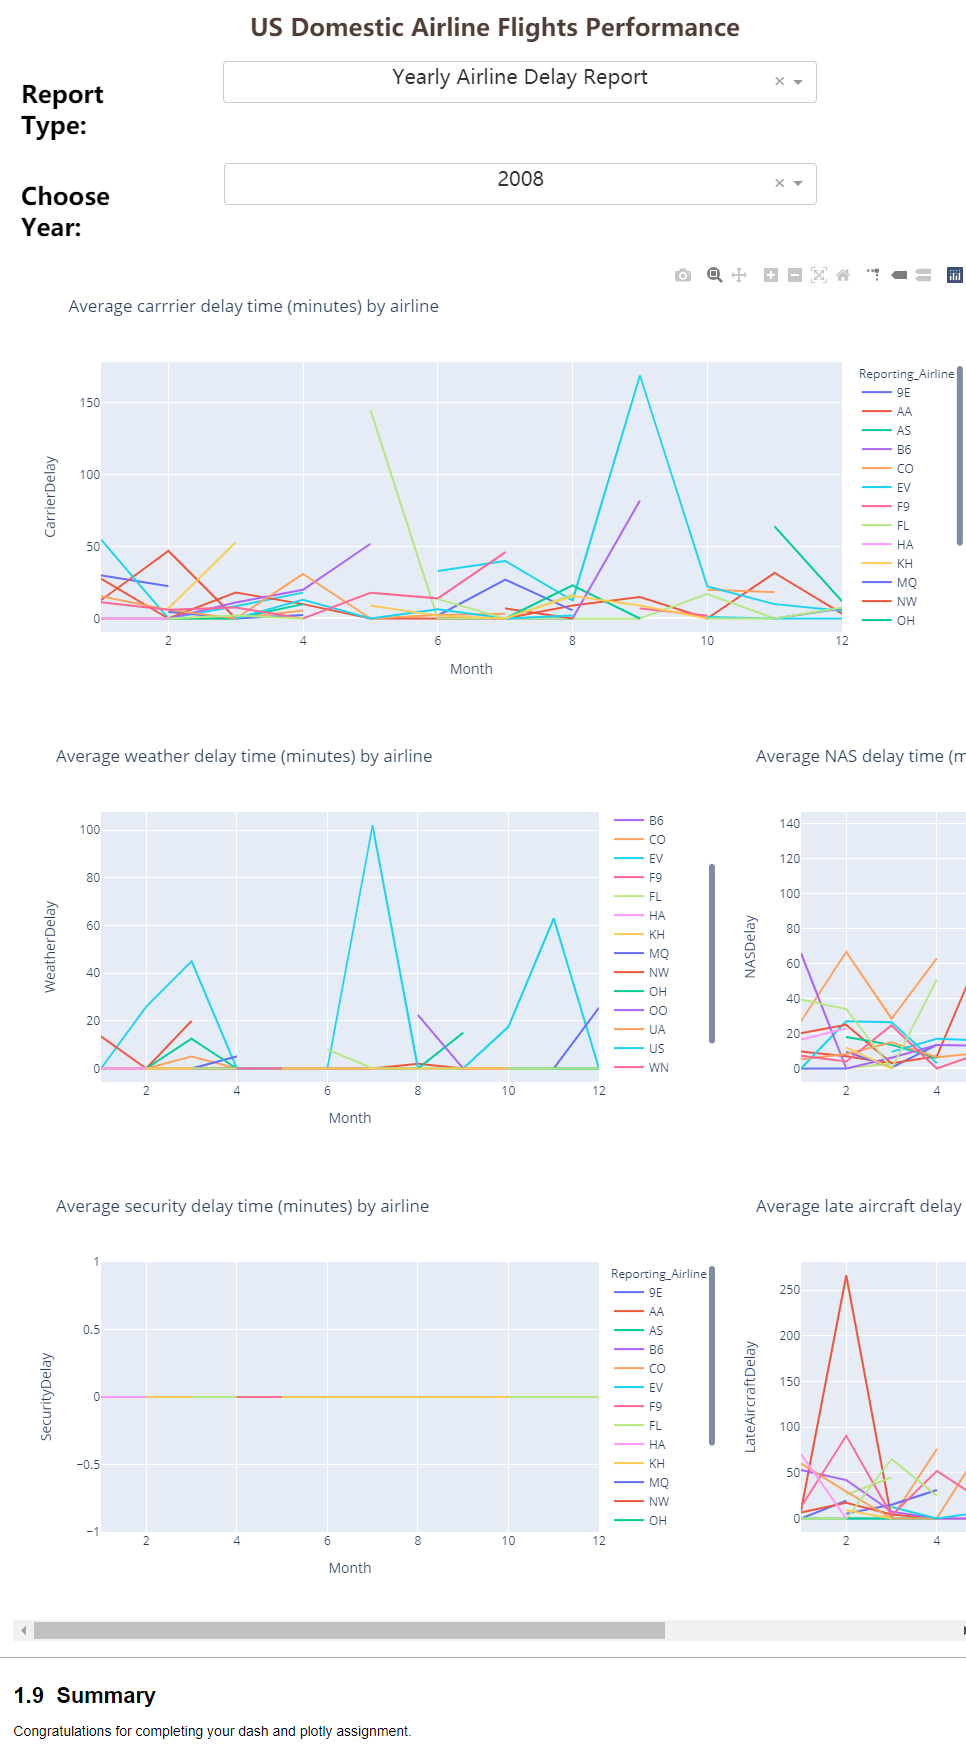 US Domestic Airline Flights Performance
Report
Type:
Yearly Airline Delay Report
Choose
Year:
2008
Average carrrier delay time (minutes) by airline
CarrierDelay
150
100
50
0
2
4
6
8
10
12
Month
Reporting_Airline
9E
AA
AS
B6
CO
EV
F9
FL
HA
KH
MQ
NW
OH
Average weather delay time (minutes) by airline
WeatherDelay
100
80
60
40
20
0
2
4
6
8
10
12
Month
B6
CO
EV
F9
FL
HA
KH
MQ
NW
OH
OO
UA
US
WN
Average NAS delay time (m
NASDelay
140
120
100
80
60
40
20
0
2
4
Average security delay time (minutes) by airline
SecurityDelay
1
0.5
0
−0.5
−1
2
4
6
8
10
12
Month
Reporting_Airline
9E
AA
AS
B6
CO
EV
F9
FL
HA
KH
MQ
NW
OH
Average late aircraft delay
LateAircraftDelay
250
200
150
100
50
0
2
4
1.9 Summary
Congratulations for completing your dash and plotly assignment.